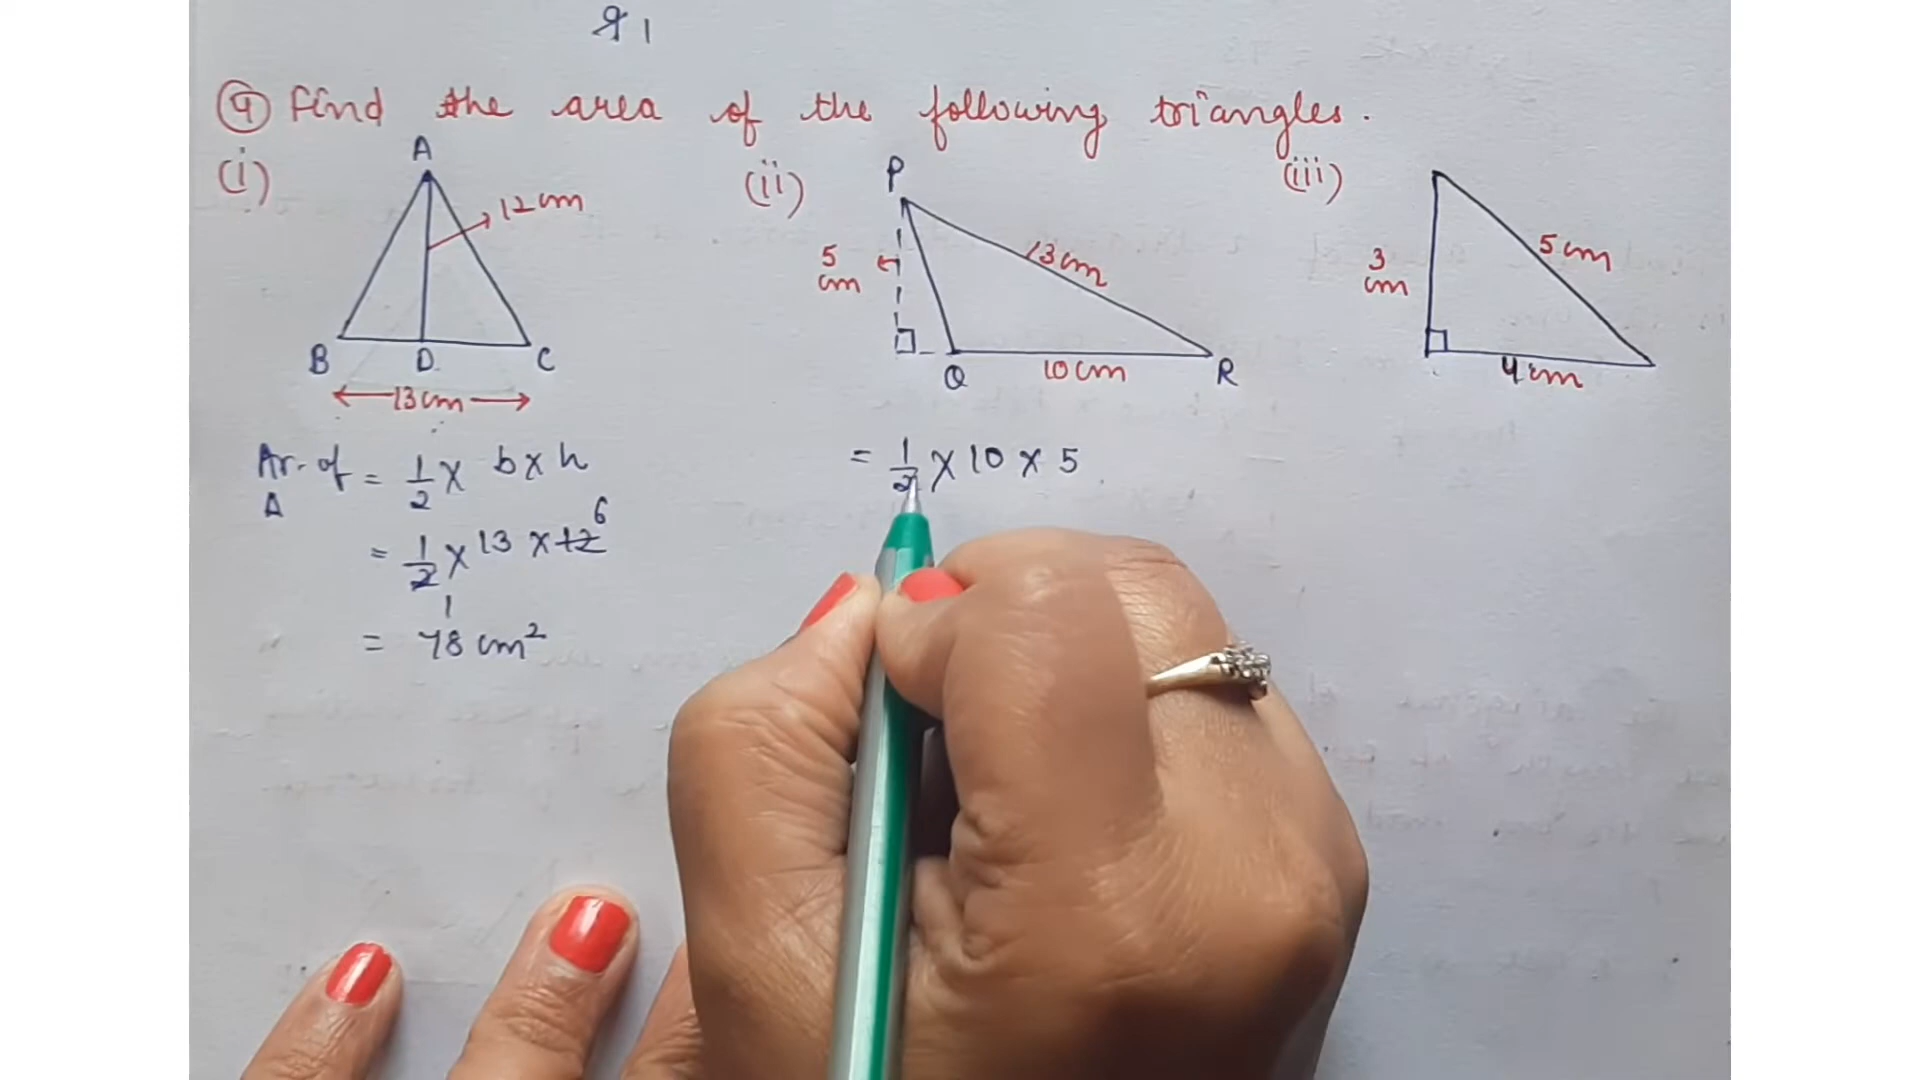 ④ Find the area of the following triangles.
(i)
A
12 cm
B D C
13 cm
(ii)
P
5 cm
13 cm
Q 10 cm R
(iii)
3 cm
5 cm
4 cm
Ar. of Δ = 1/2 × b × h
= 1/2 × 13 × 12 6
1
= 78 cm²
= 1/2 × 10 × 5